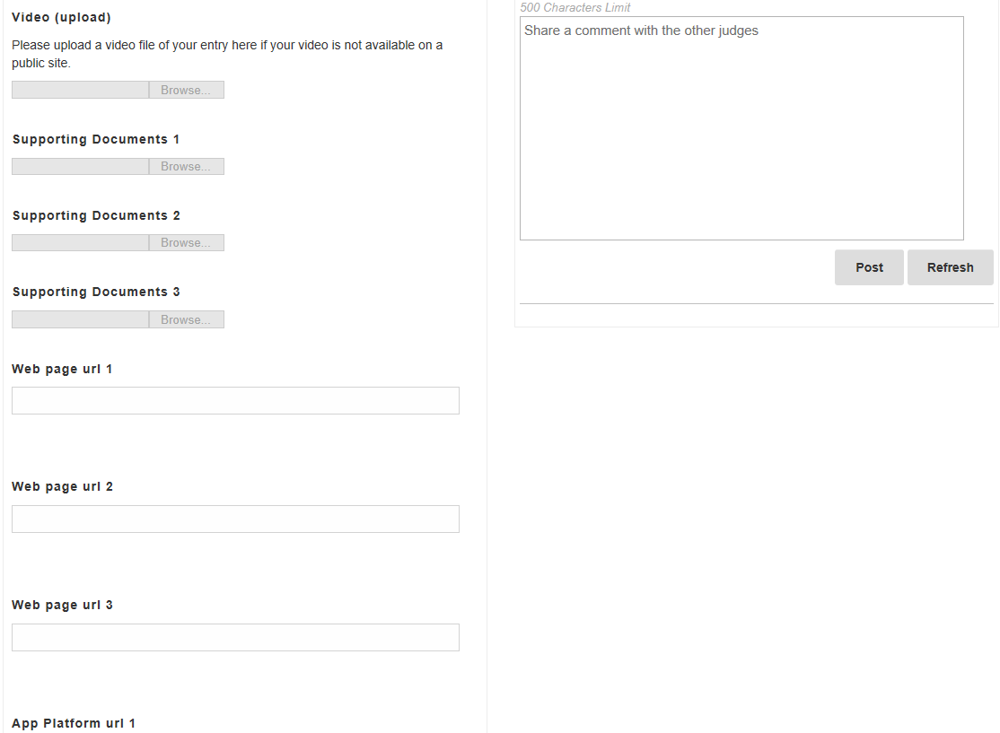 Video (upload)
Please upload a video file of your entry here if your video is not available on a
public site.
Browse...
Supporting Documents 1
Browse...
Supporting Documents 2
Browse...
Supporting Documents 3
Browse...
Web page url 1
Web page url 2
Web page url 3
App Platform url 1
500 Characters Limit
Share a comment with the other judges
Post
Refresh